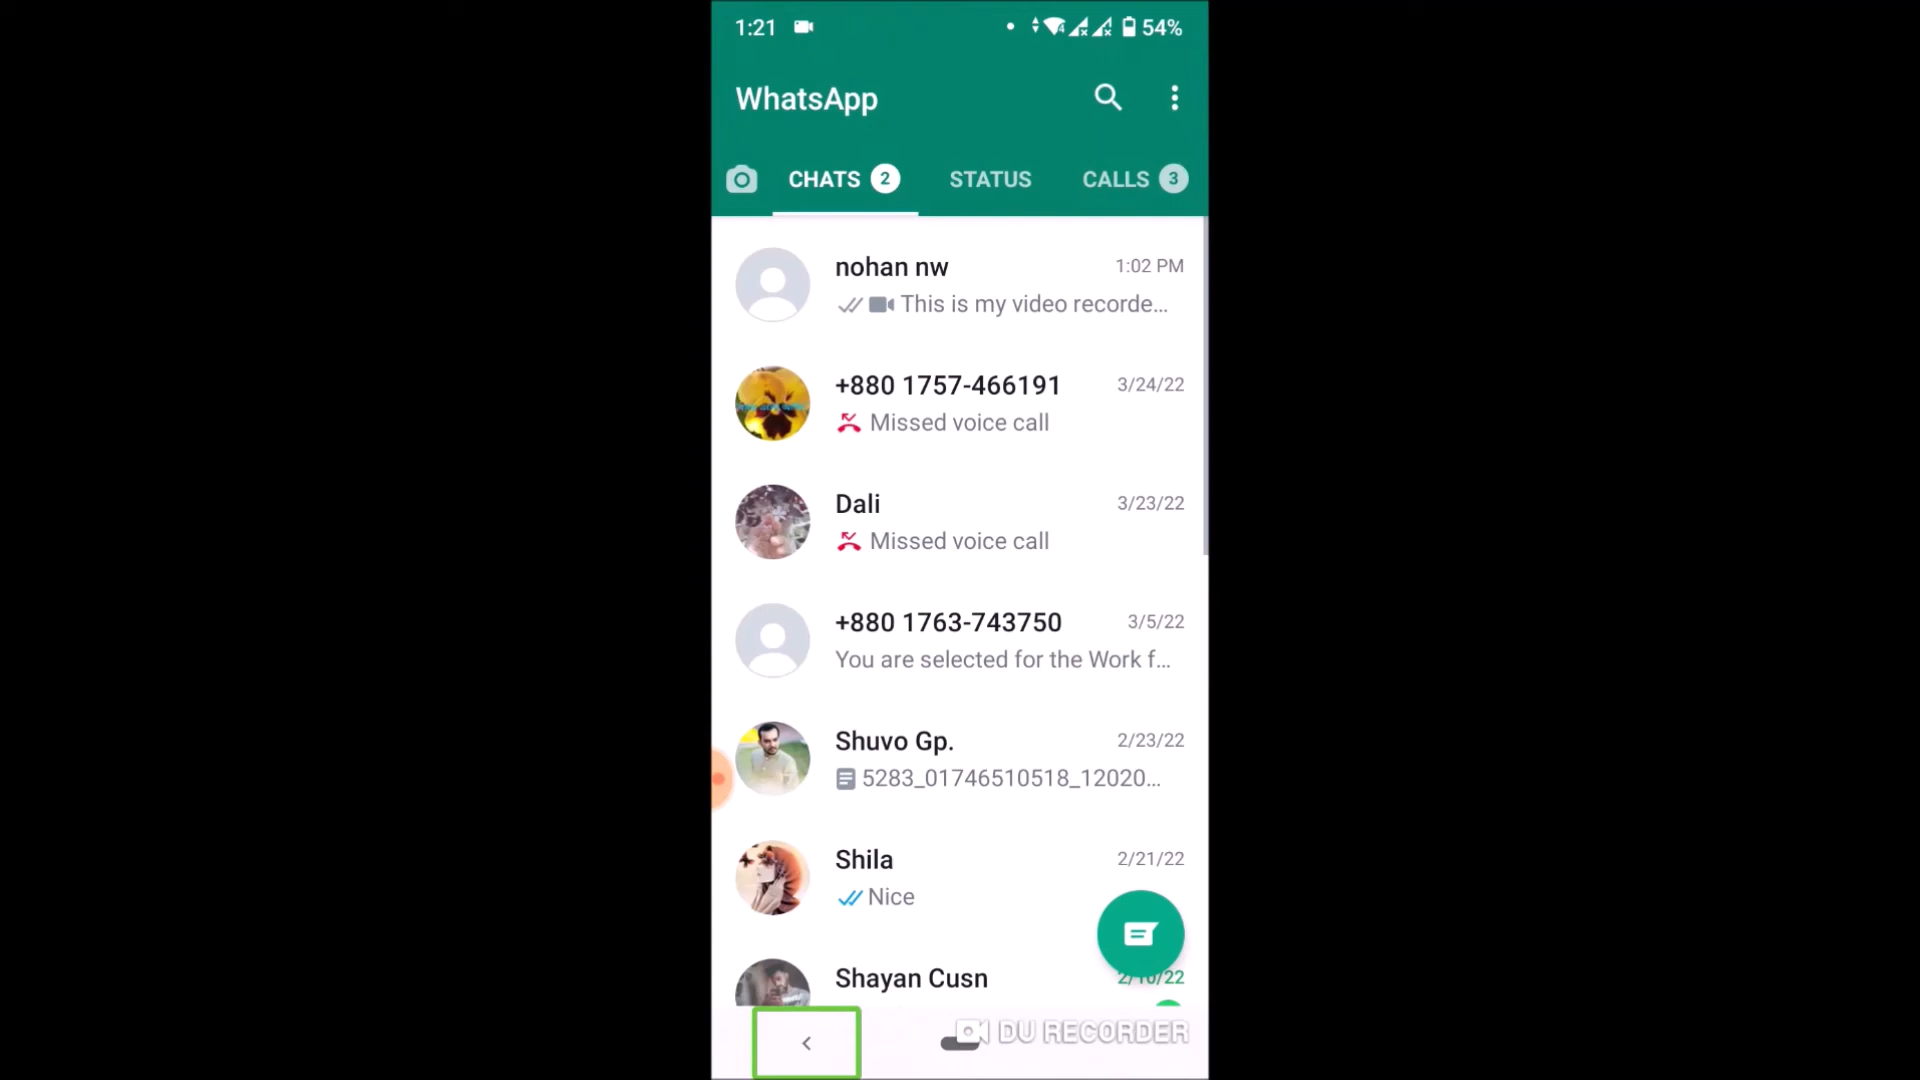 1:21 54%
WhatsApp
CHATS 2 STATUS CALLS 3
nohan nw 1:02 PM
This is my video recorde...
+880 1757-466191 3/24/22
Missed voice call
Dali 3/23/22
Missed voice call
+880 1763-743750 3/5/22
You are selected for the Work f...
Shuvo Gp. 2/23/22
5283_01746510518_12020...
Shila 2/21/22
Nice
Shayan Cusn 2/10/22
DU RECORDER